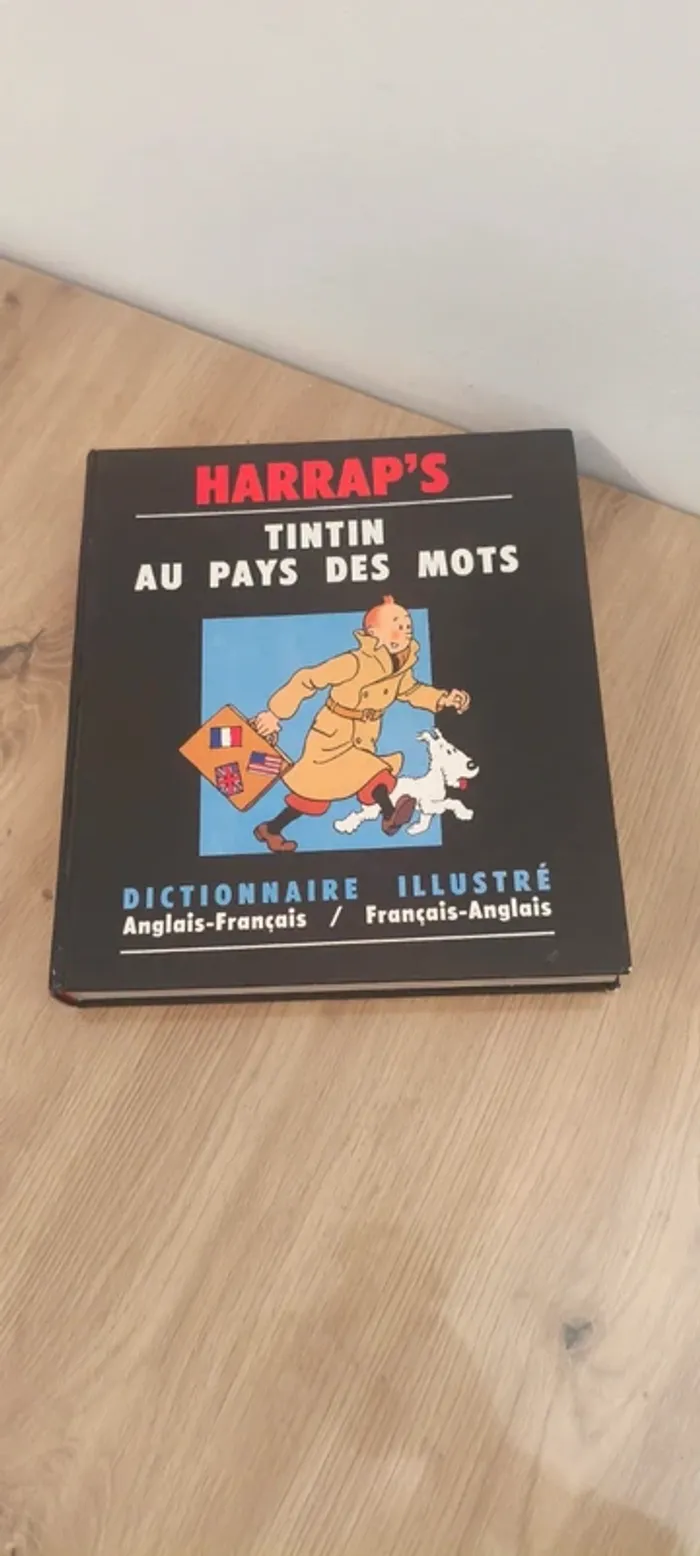 HARRAP'S
TINTIN
AU PAYS DES MOTS
DICTIONNAIRE ILLUSTRÉ
Anglais-Français / Français-Anglais